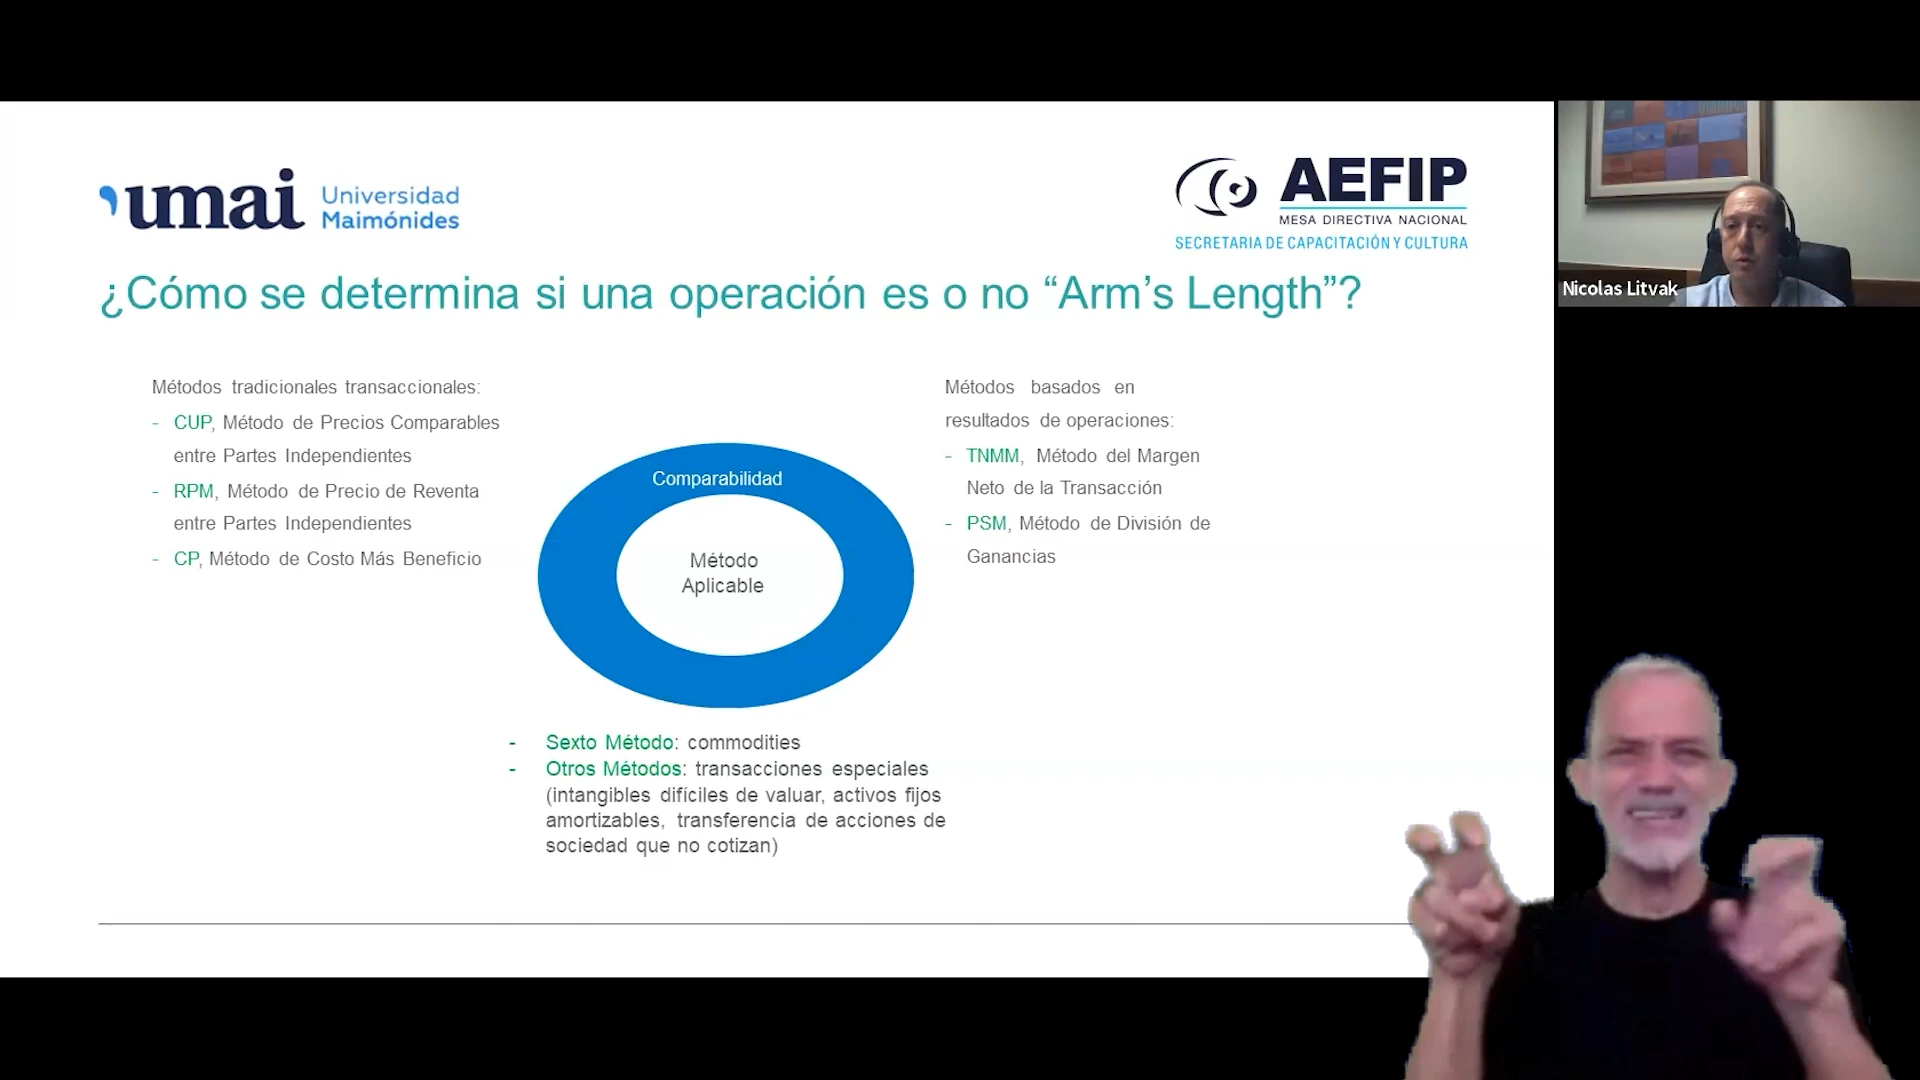 umai Universidad
Maimónides
AEFIP
MESA DIRECTIVA NACIONAL
SECRETARIA DE CAPACITACIÓN Y CULTURA
¿Cómo se determina si una operación es o no “Arm’s Length”?
Métodos tradicionales transaccionales:
- CUP, Método de Precios Comparables
entre Partes Independientes
- RPM, Método de Precio de Reventa
entre Partes Independientes
- CP, Método de Costo Más Beneficio
Comparabilidad
Método
Aplicable
Métodos basados en
resultados de operaciones:
- TNMM, Método del Margen
Neto de la Transacción
- PSM, Método de División de
Ganancias
- Sexto Método: commodities
- Otros Métodos: transacciones especiales
(intangibles difíciles de valuar, activos fijos
amortizables, transferencia de acciones de
sociedad que no cotizan)
Nicolas Litvak